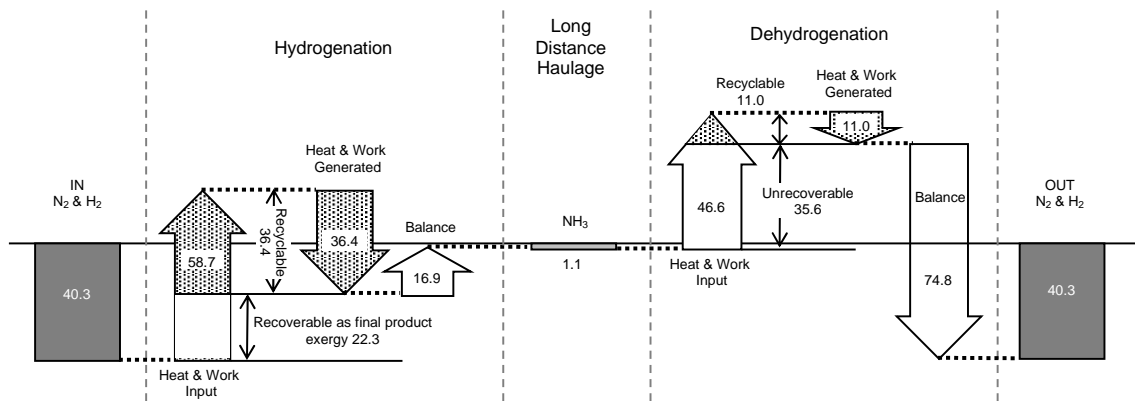 Hydrogenation
Long
Distance
Haulage
Dehydrogenation
IN
N₂ & H₂
40.3
58.7
Heat & Work
Input
Recyclable
36.4
Heat & Work
Generated
36.4
Recoverable as final product
exergy 22.3
Balance
16.9
NH₃
1.1
Recyclable
11.0
Heat & Work
Generated
11.0
46.6
Heat & Work
Input
Unrecoverable
35.6
Balance
74.8
OUT
N₂ & H₂
40.3